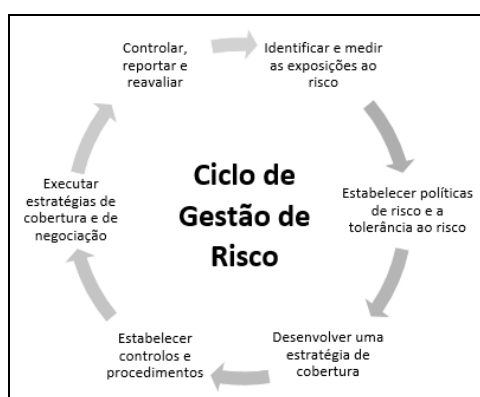 Ciclo de
Gestão de
Risco
Identificar e medir
as exposições ao
risco
Estabelecer políticas
de risco e a
tolerância ao risco
Desenvolver uma
estratégia de
cobertura
Estabelecer
controlos e
procedimentos
Executar
estratégias de
cobertura e de
negociação
Controlar,
reportar e
reavaliar